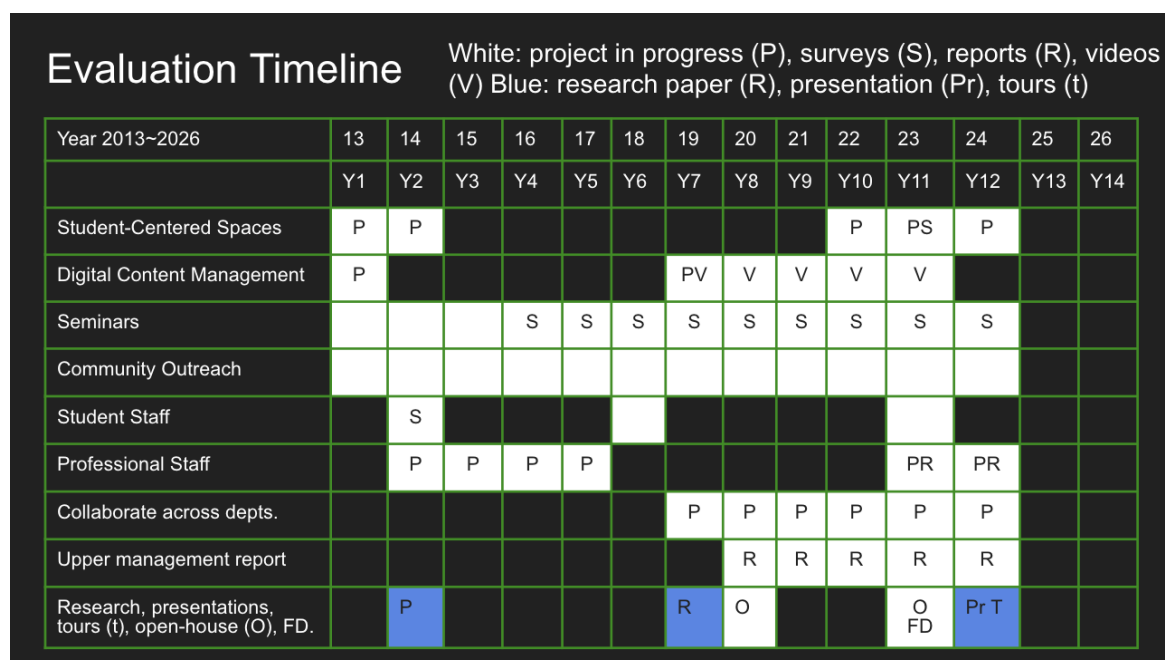 Evaluation Timeline
White: project in progress (P), surveys (S), reports (R), videos
(V) Blue: research paper (R), presentation (Pr), tours (t)
Year 2013~2026 13 14 15 16 17 18 19 20 21 22 23 24 25 26
Y1 Y2 Y3 Y4 Y5 Y6 Y7 Y8 Y9 Y10 Y11 Y12 Y13 Y14
Student-Centered Spaces P P P PS P
Digital Content Management P PV V V V V
Seminars S S S S S S S S S
Community Outreach
Student Staff S
Professional Staff P P P P PR PR
Collaborate across depts. P P P P P P
Upper management report R R R R R
Research, presentations,
tours (t), open-house (O), FD. P R O O Pr T
FD